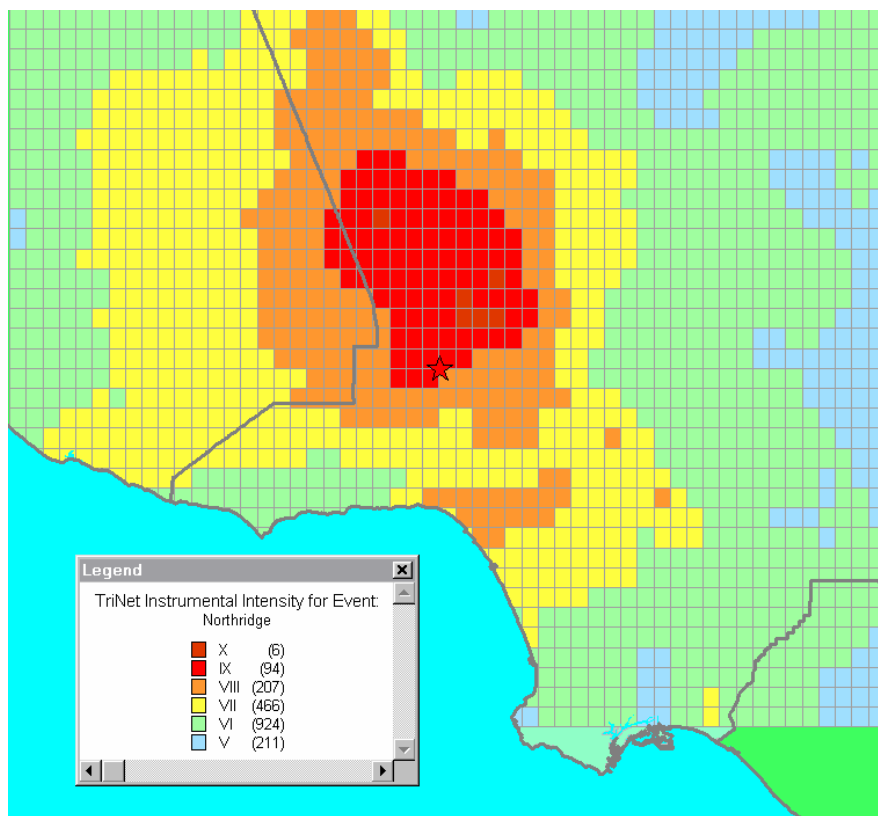 Legend
TriNet Instrumental Intensity for Event:
Northridge
X (6)
IX (94)
VIII (207)
VII (466)
VI (924)
V (211)